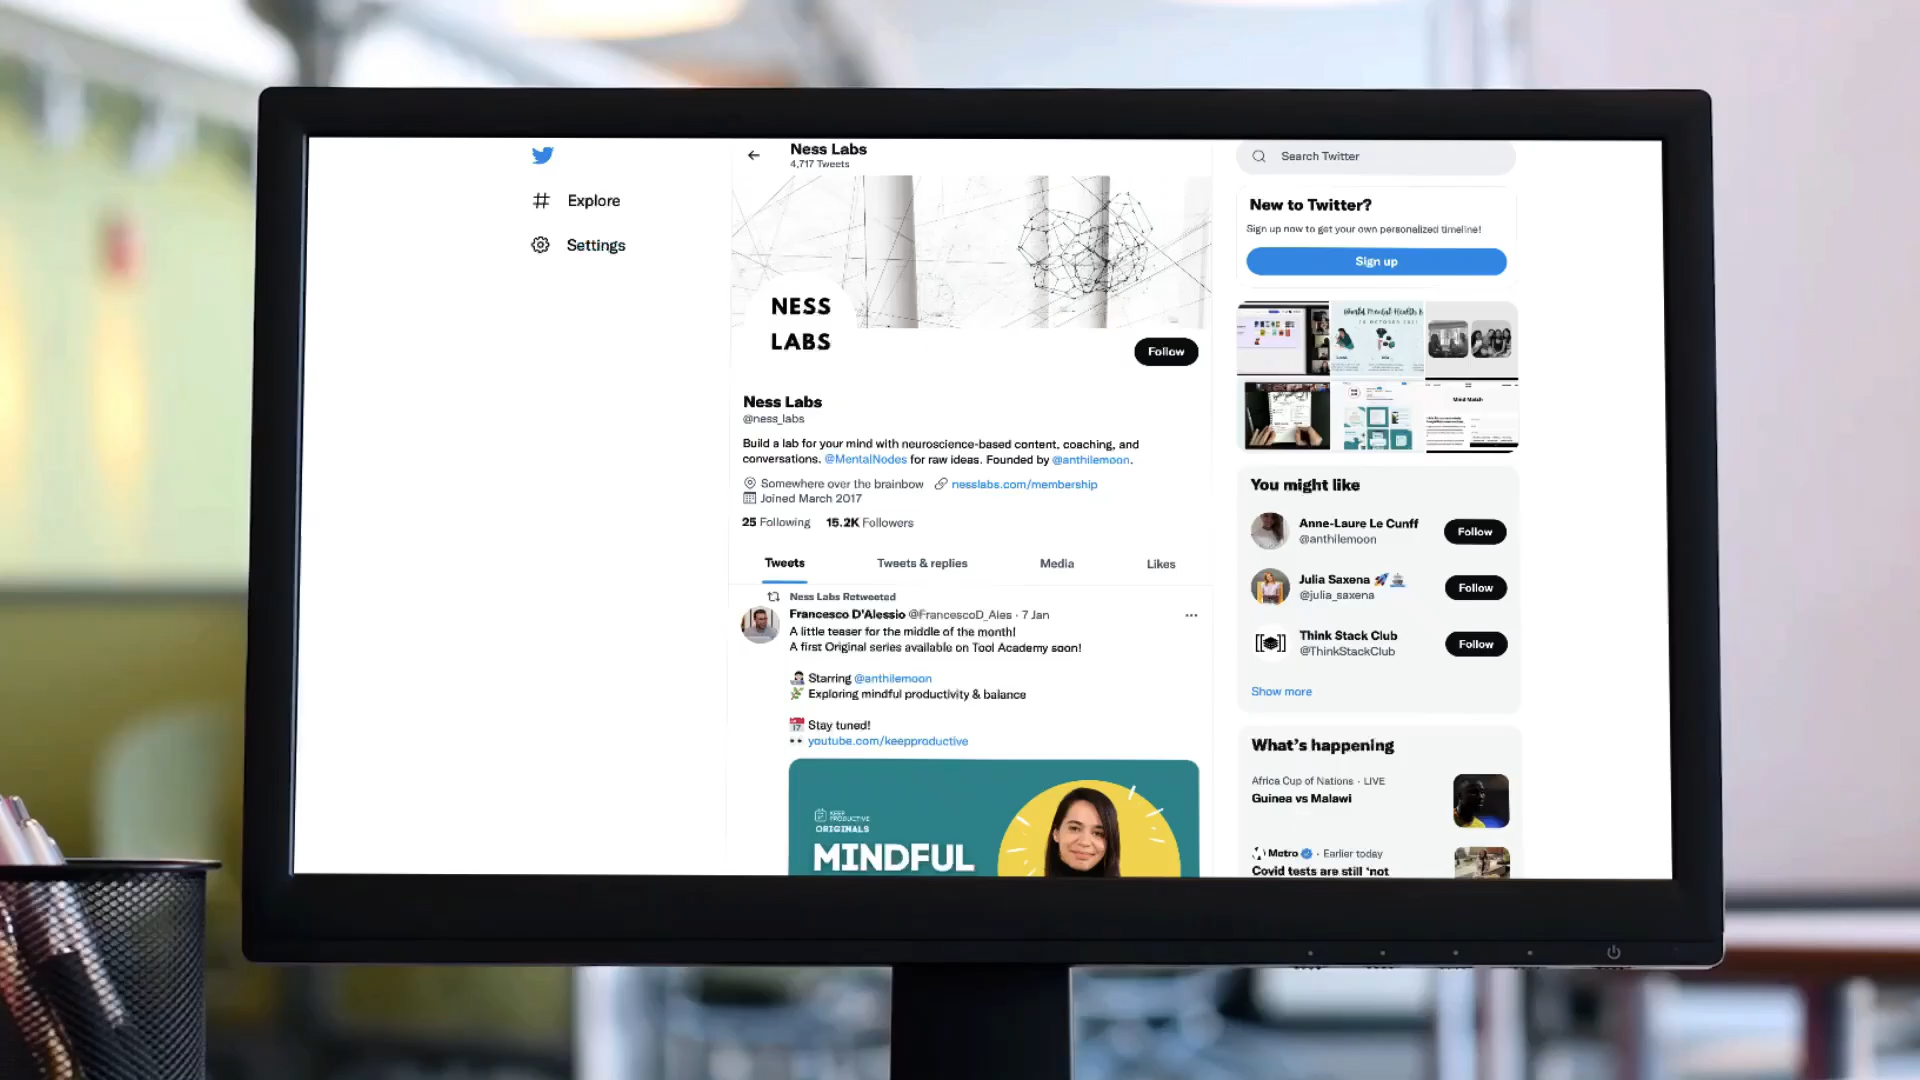 Explore
Settings
Ness Labs
4,717 Tweets
NESS
LABS
Follow
Ness Labs
@ness_labs
Build a lab for your mind with neuroscience-based content, coaching, and
conversations. @MentalNodes for raw ideas. Founded by @anthilemoon.
Somewhere over the brainbow nesslabs.com/membership
Joined March 2017
25 Following 15.2K Followers
Tweets Tweets & replies Media Likes
Ness Labs Retweeted
Francesco D'Alessio @FrancescoD_Ales · 7 Jan
A little teaser for the middle of the month!
A first Original series available on Tool Academy soon!
Starring @anthilemoon
Exploring mindful productivity & balance
Stay tuned!
youtube.com/keepproductive
KEEP
PRODUCTIVE
ORIGINALS
MINDFUL
Search Twitter
New to Twitter?
Sign up now to get your own personalized timeline!
Sign up
World Mental Health
Mind Match
You might like
Anne-Laure Le Cunff
@anthilemoon
Follow
Julia Saxena
@julia_saxena
Follow
Think Stack Club
@ThinkStackClub
Follow
Show more
What's happening
Africa Cup of Nations · LIVE
Guinea vs Malawi
Metro · Earlier today
Covid tests are still 'not